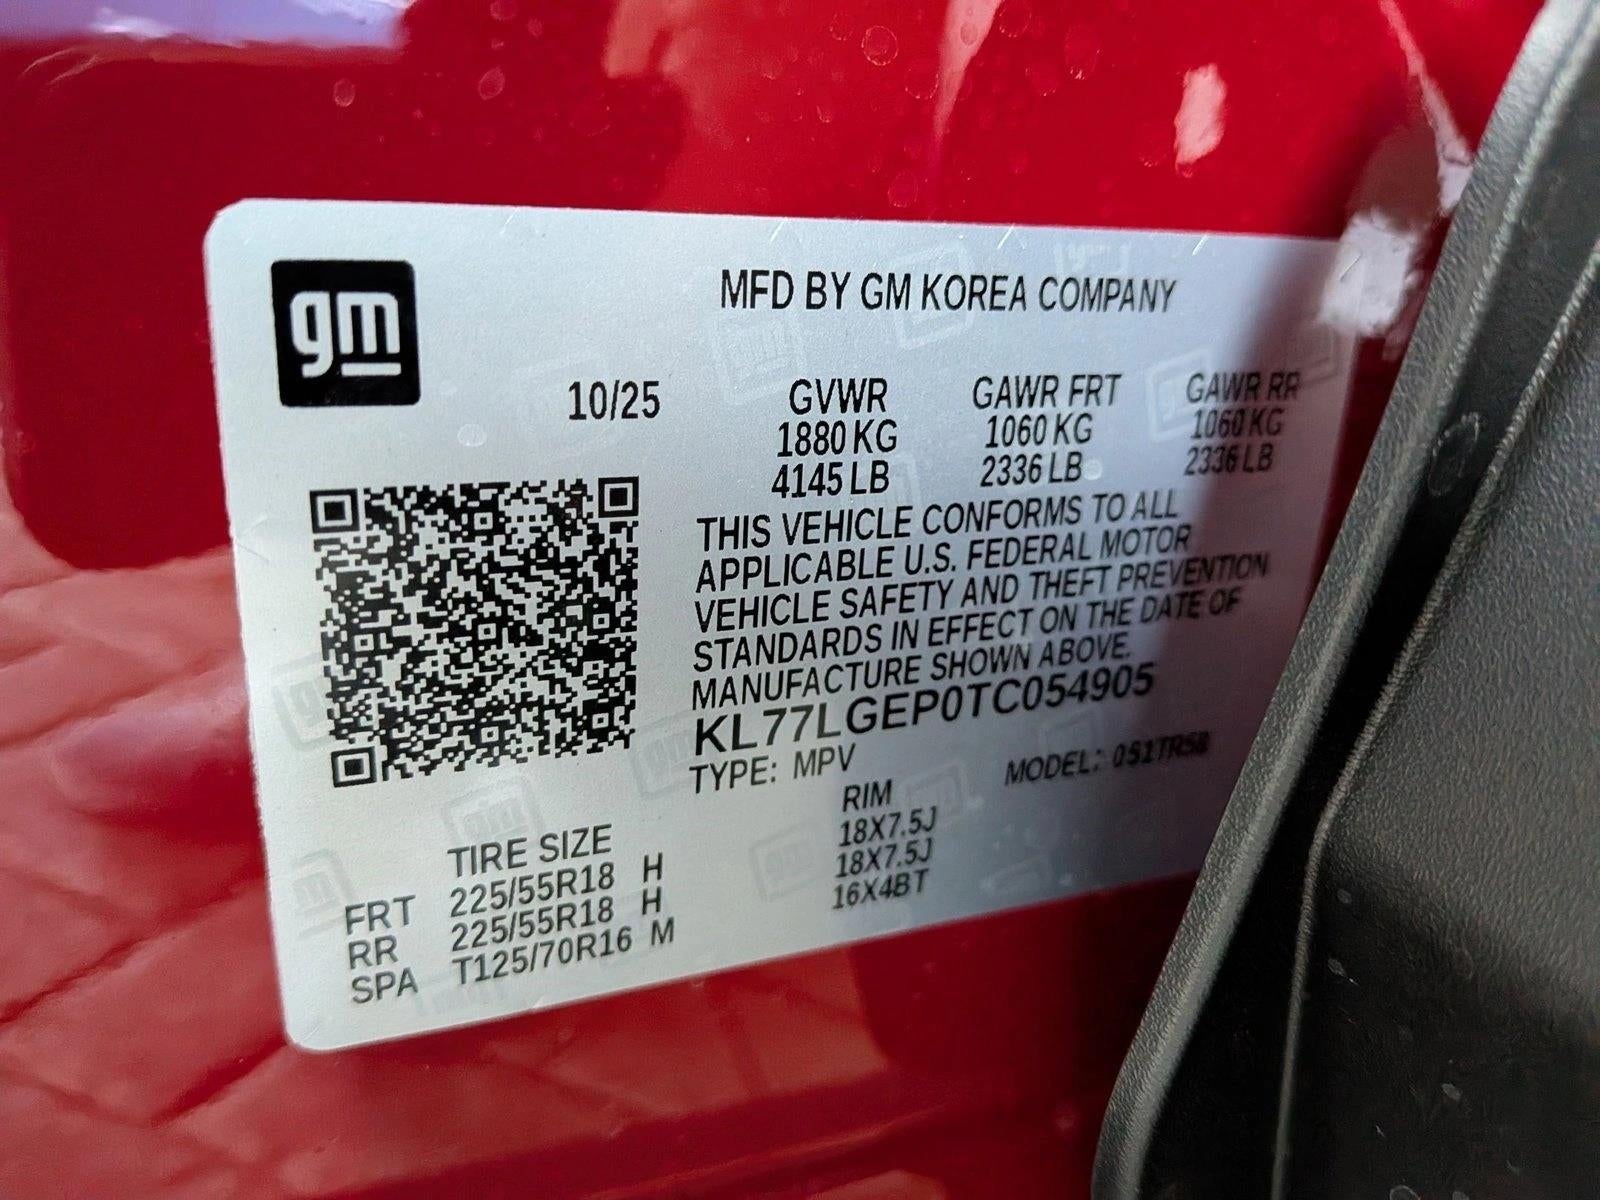 gm
MFD BY GM KOREA COMPANY
10/25 GVWR GAWR FRT GAWR RR
1880 KG 1060 KG 1060 KG
4145 LB 2336 LB 2336 LB
THIS VEHICLE CONFORMS TO ALL
APPLICABLE U.S. FEDERAL MOTOR
VEHICLE SAFETY AND THEFT PREVENTION
STANDARDS IN EFFECT ON THE DATE OF
MANUFACTURE SHOWN ABOVE.
KL77LGEP0TC054905
TYPE: MPV MODEL:
TIRE SIZE RIM
FRT 225/55R18 H 18X7.5J
RR 225/55R18 H 18X7.5J
SPA T125/70R16 M 16X4BT